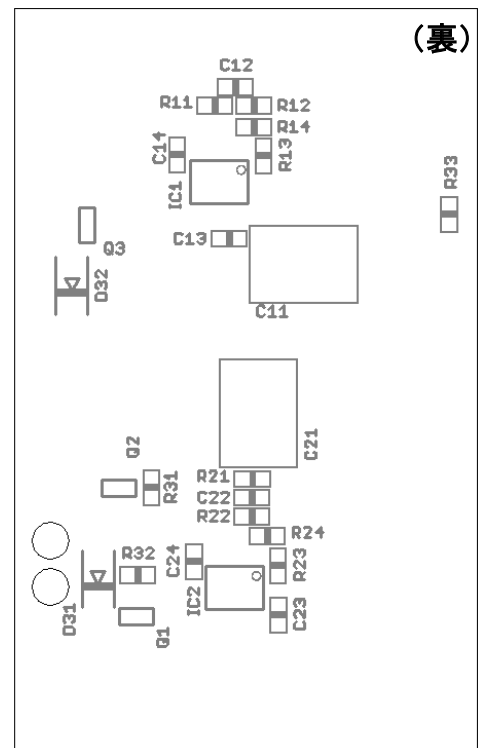 (裏)
C12
R11
R12
R14
C14
R13
IC1
R33
Q3
C13
D32
C11
C21
Q2
R21
R31
C22
R22
R24
R32
C24
R23
IC2
D31
Q1
C23